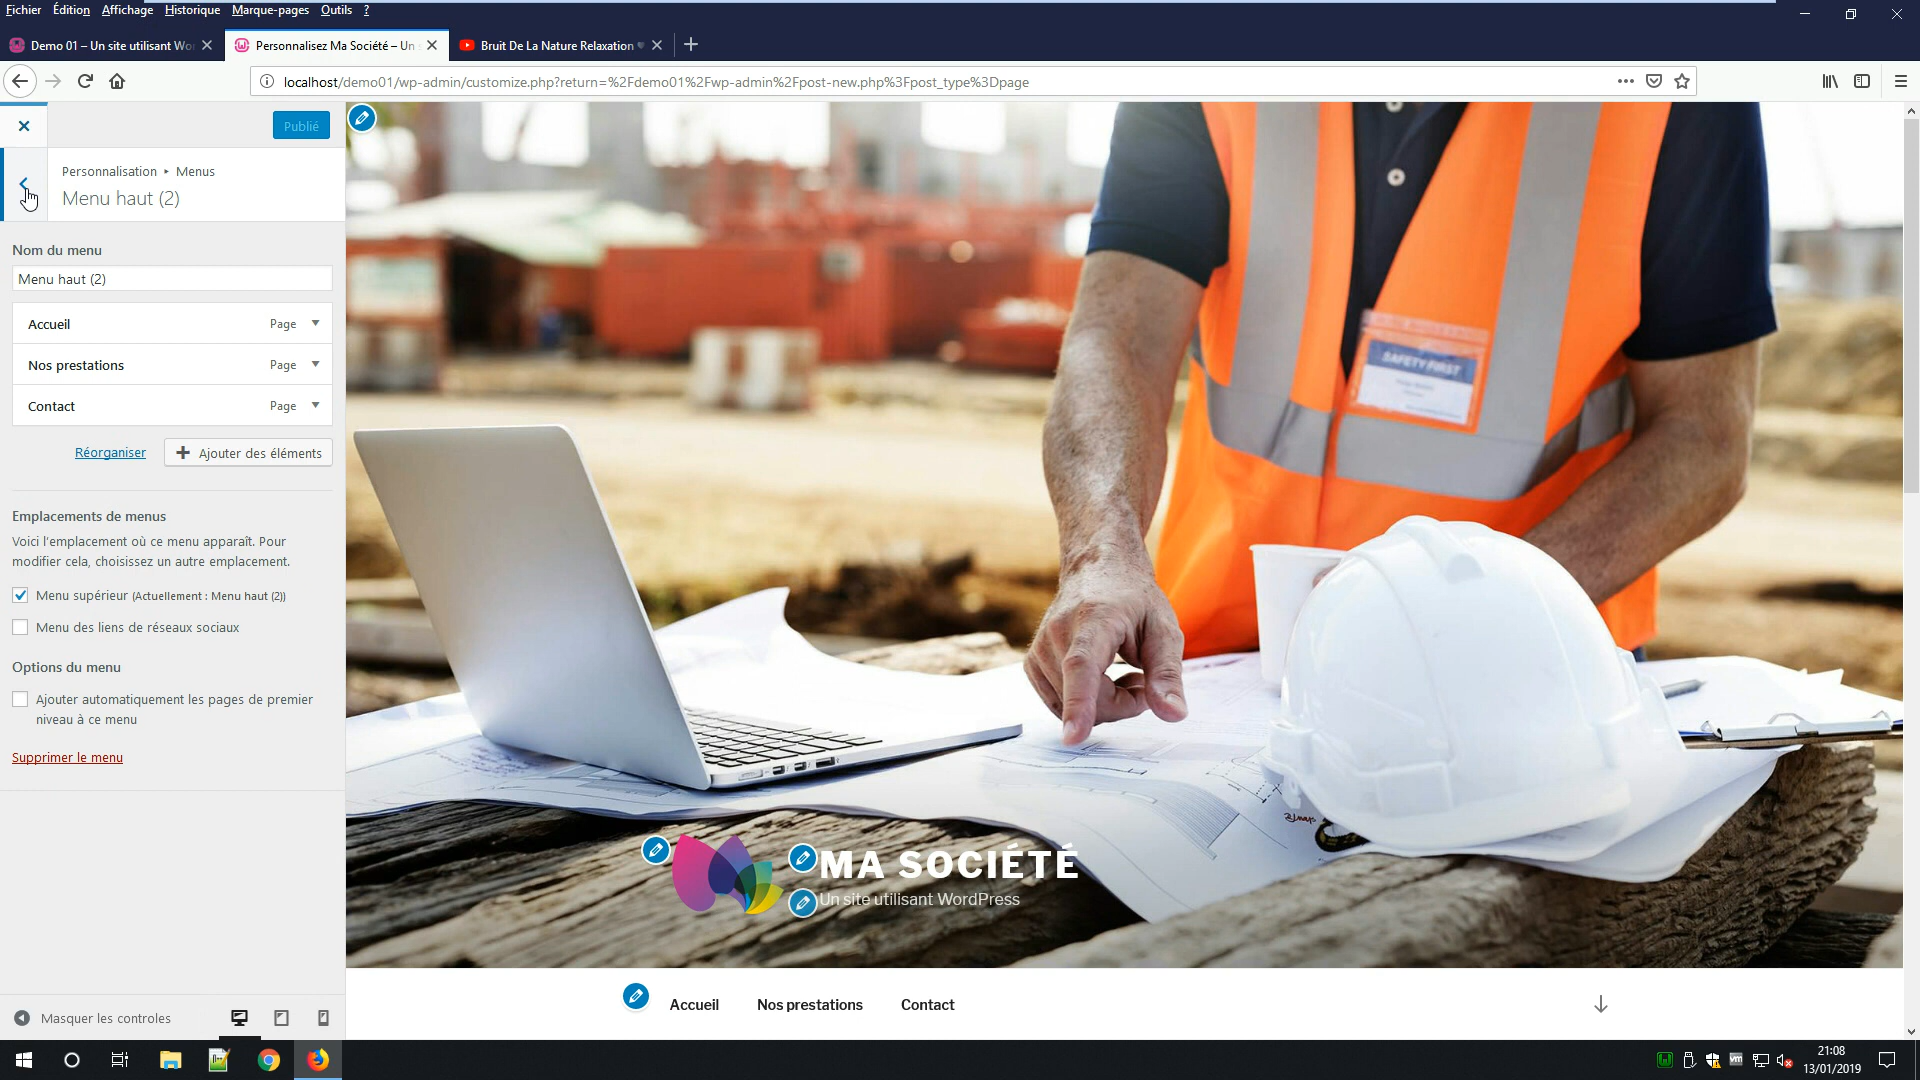 Fichier Édition Affichage Historique Marque-pages Outils ?
Demo 01 – Un site utilisant Wo
Personnalisez Ma Société – Un
Bruit De La Nature Relaxation
localhost/demo01/wp-admin/customize.php?return=%2Fdemo01%2Fwp-admin%2Fpost-new.php%3Fpost_type%3Dpage
Publié
Personnalisation ▸ Menus
Menu haut (2)
Nom du menu
Menu haut (2)
Accueil Page
Nos prestations Page
Contact Page
Réorganiser
Ajouter des éléments
Emplacements de menus
Voici l’emplacement où ce menu apparaît. Pour
modifier cela, choisissez un autre emplacement.
Menu supérieur (Actuellement : Menu haut (2))
Menu des liens de réseaux sociaux
Options du menu
Ajouter automatiquement les pages de premier
niveau à ce menu
Supprimer le menu
Masquer les controles
SAFETY FIRST
MA SOCIÉTÉ
Un site utilisant WordPress
Accueil Nos prestations Contact
21:08
13/01/2019